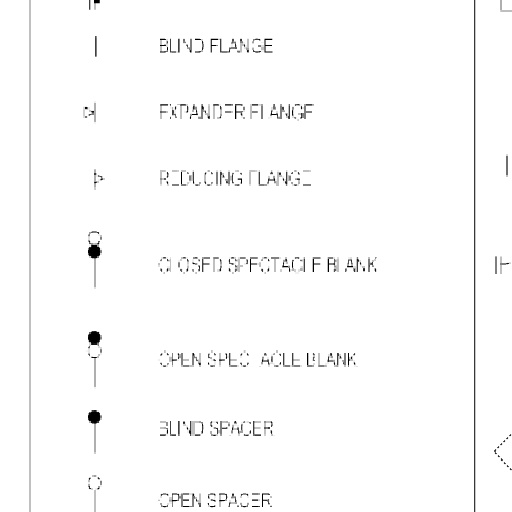 BLIND FLANGE
EXPANDER FLANGE
REDUCING FLANGE
CLOSED SPECTACLE BLANK
OPEN SPECTACLE BLANK
BLIND SPACER
OPEN SPACER